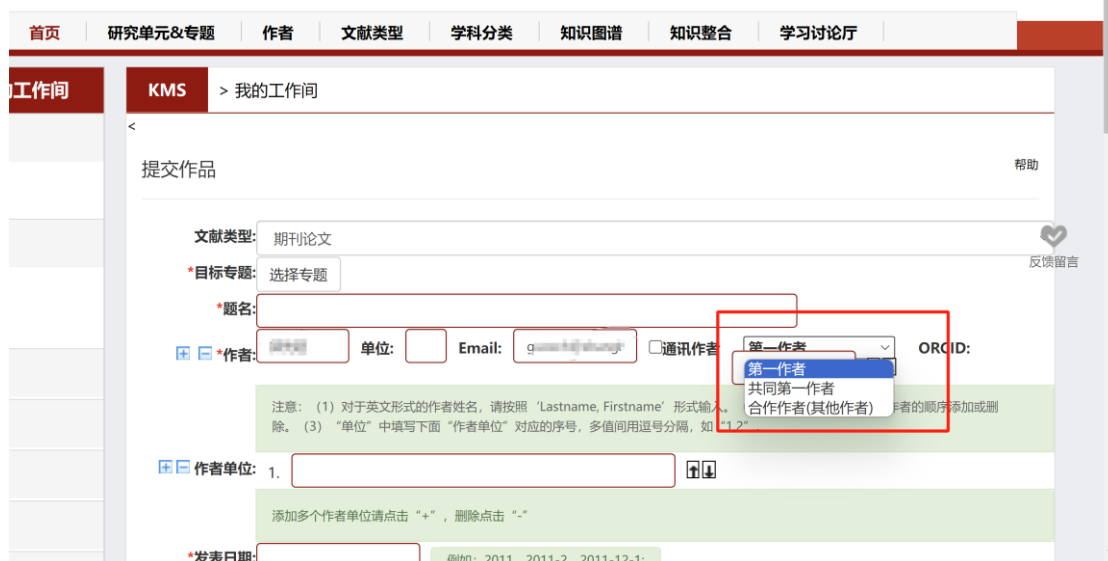 首页 研究单元&专题 作者 文献类型 学科分类 知识图谱 知识整合 学习讨论厅
工作间 KMS > 我的工作间
<
提交作品 帮助
文献类型: 期刊论文
反馈留言
*目标专题: 选择专题
*题名:
*作者: 单位: Email: 通讯作者 第一作者 ORCID:
第一作者
共同第一作者
合作作者(其他作者)
注意：（1）对于英文形式的作者姓名，请按照‘Lastname, Firstname’形式输入。 作者的顺序添加或删
除。（3）“单位”中填写下面“作者单位”对应的序号，多值间用逗号分隔，如“1,2”.
作者单位: 1.
添加多个作者单位请点击“+”，删除点击“-”
*发表日期: 例如：2011、2011-2、2011-12-1;